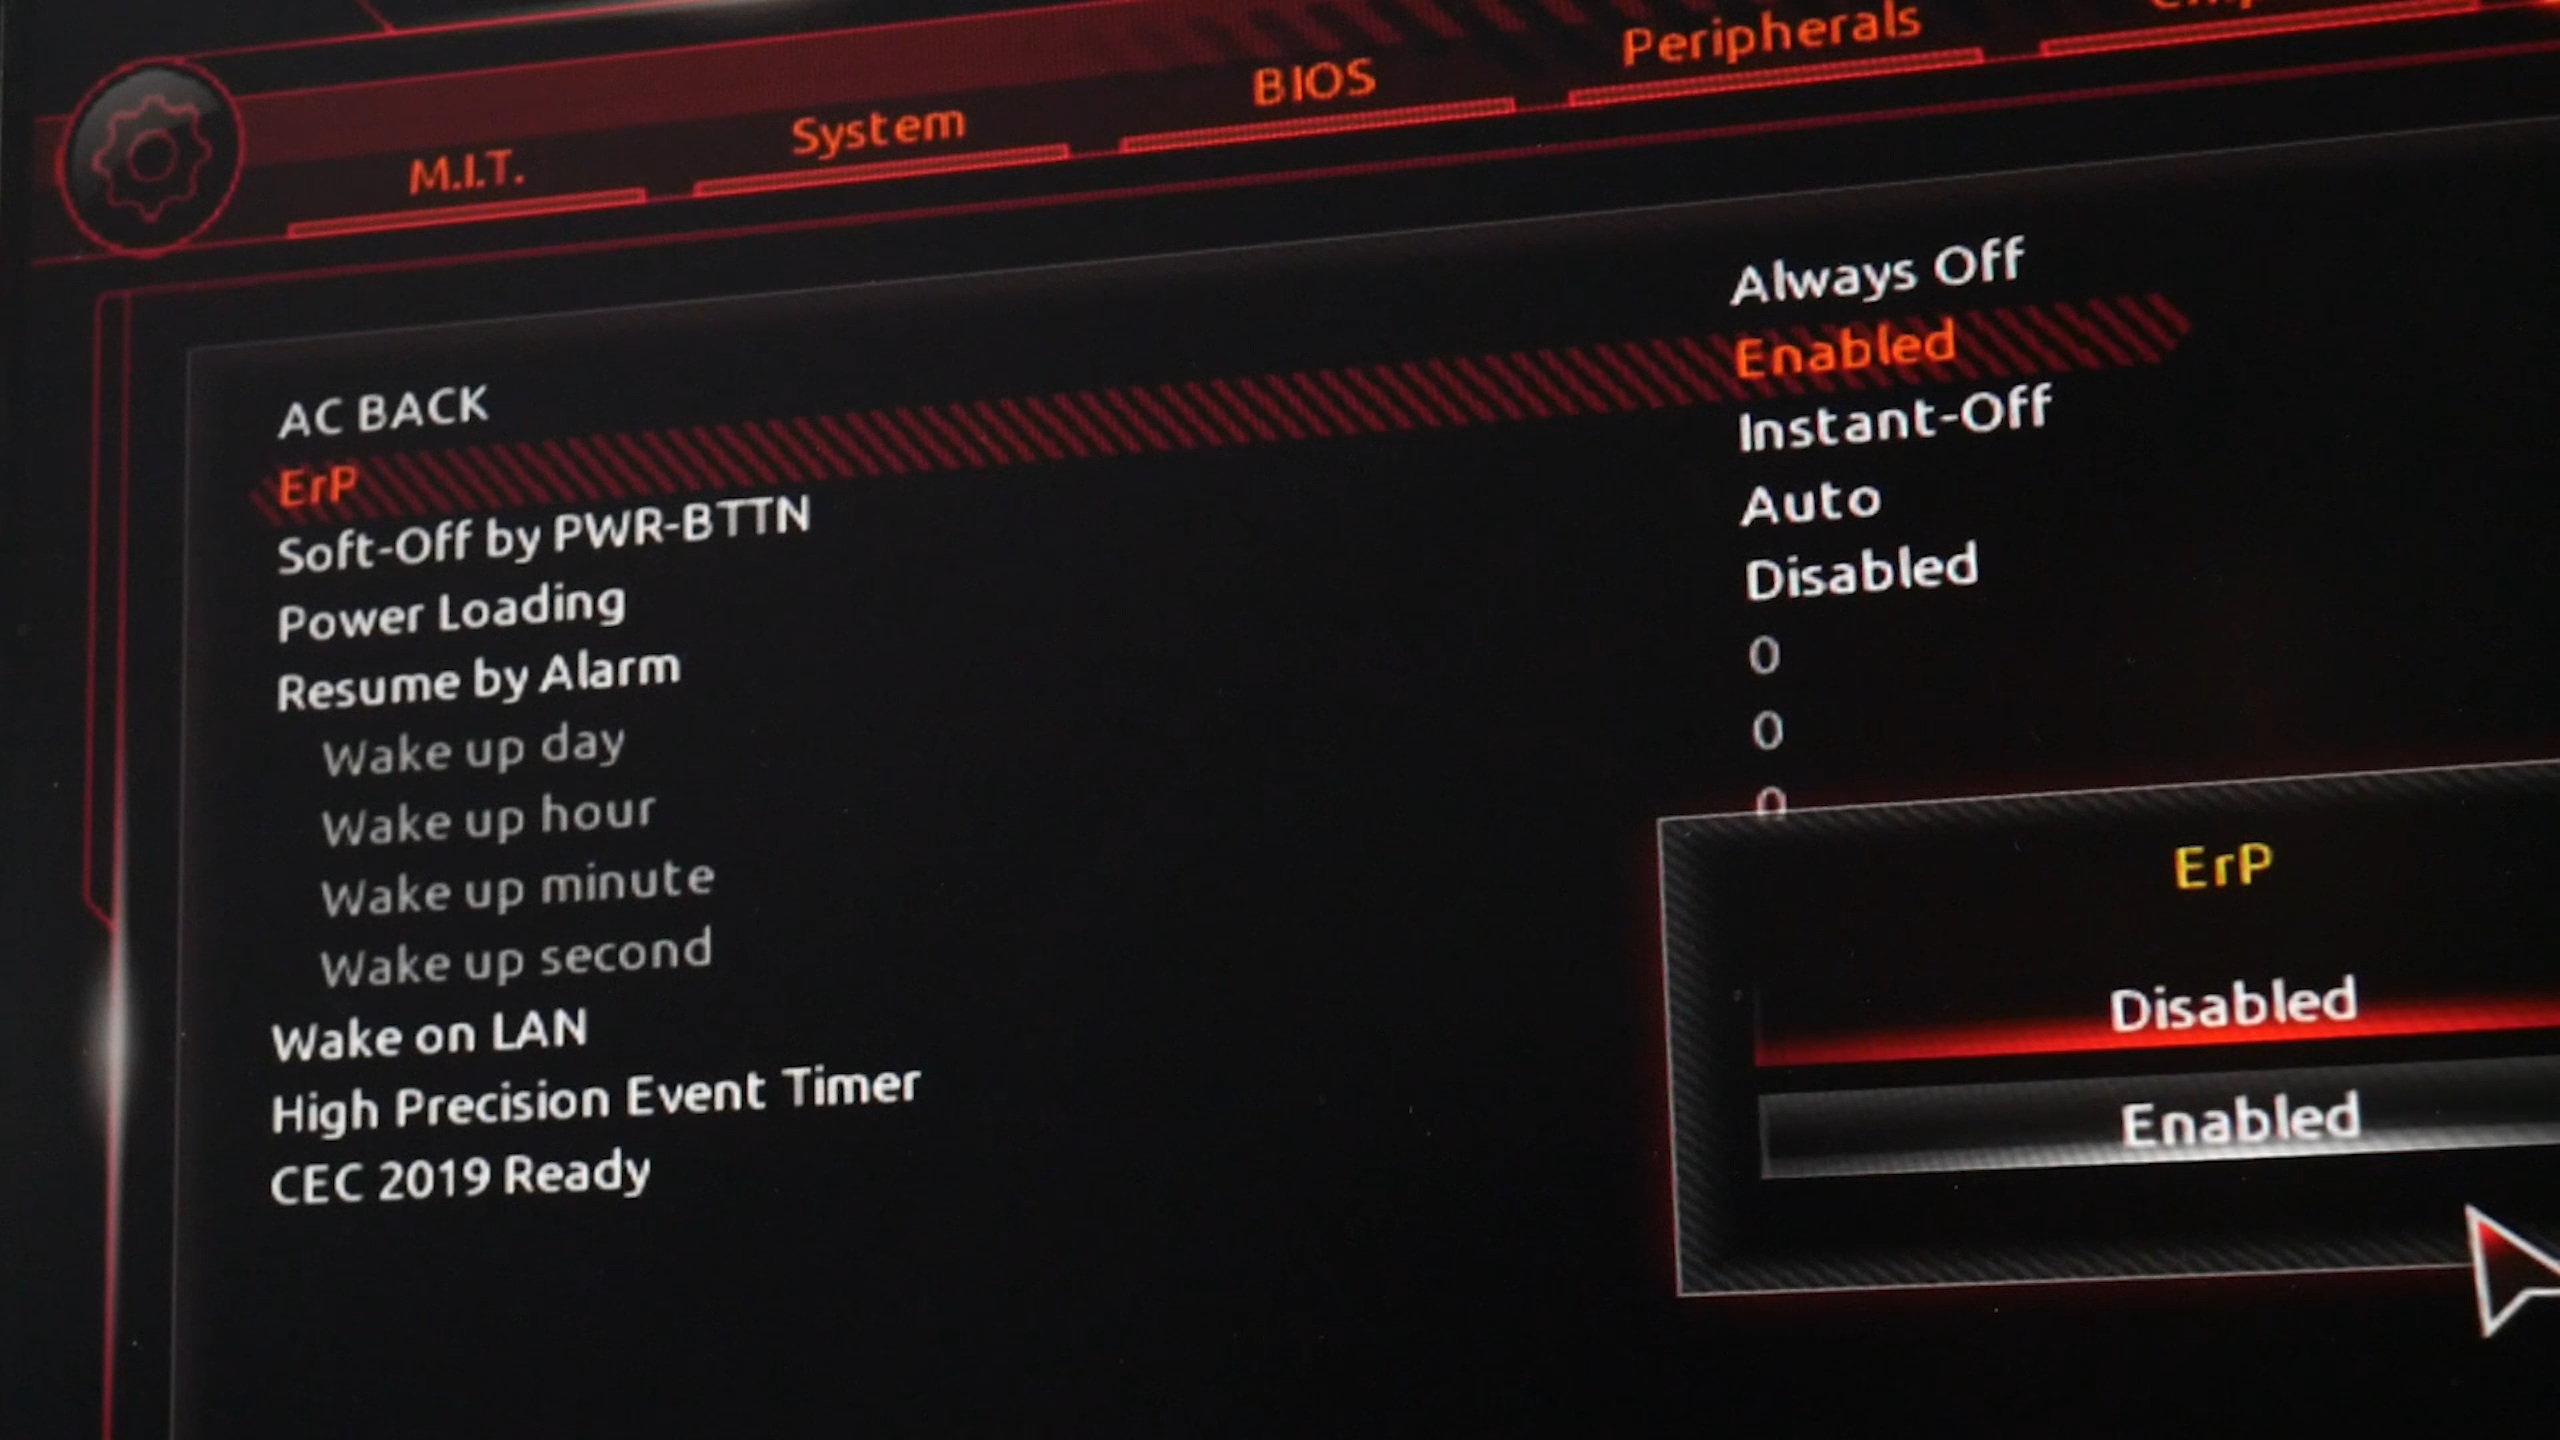 M.I.T. System BIOS Peripherals
AC BACK Always Off
ErP Enabled
Soft-Off by PWR-BTTN Instant-Off
Power Loading Auto
Resume by Alarm Disabled
Wake up day 0
Wake up hour 0
Wake up minute 0
Wake up second
Wake on LAN
High Precision Event Timer
CEC 2019 Ready
ErP
Disabled
Enabled